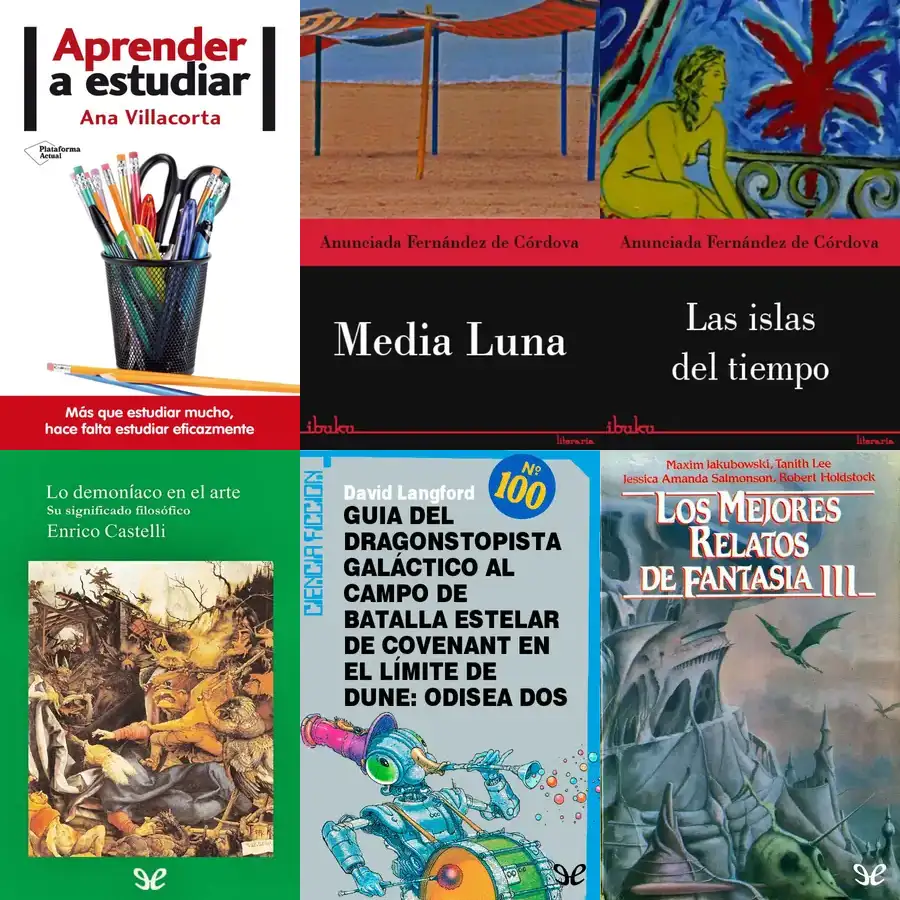 Aprender
a estudiar
Ana Villacorta
Plataforma
Actual
Más que estudiar mucho,
hace falta estudiar eficazmente
Anunciada Fernández de Córdova
Media Luna
ibuku
literaria
Anunciada Fernández de Córdova
Las islas
del tiempo
ibuku
literaria
Lo demoníaco en el arte
Su significado filosófico
Enrico Castelli
CIENCIA FICCION
Nº
100
David Langford
GUIA DEL
DRAGONSTOPISTA
GALÁCTICO AL
CAMPO DE
BATALLA ESTELAR
DE COVENANT EN
EL LÍMITE DE
DUNE: ODISEA DOS
Maxim Jakubowski, Tanith Lee
Jessica Amanda Salmonson, Robert Holdstock
LOS MEJORES
RELATOS
DE FANTASIA III